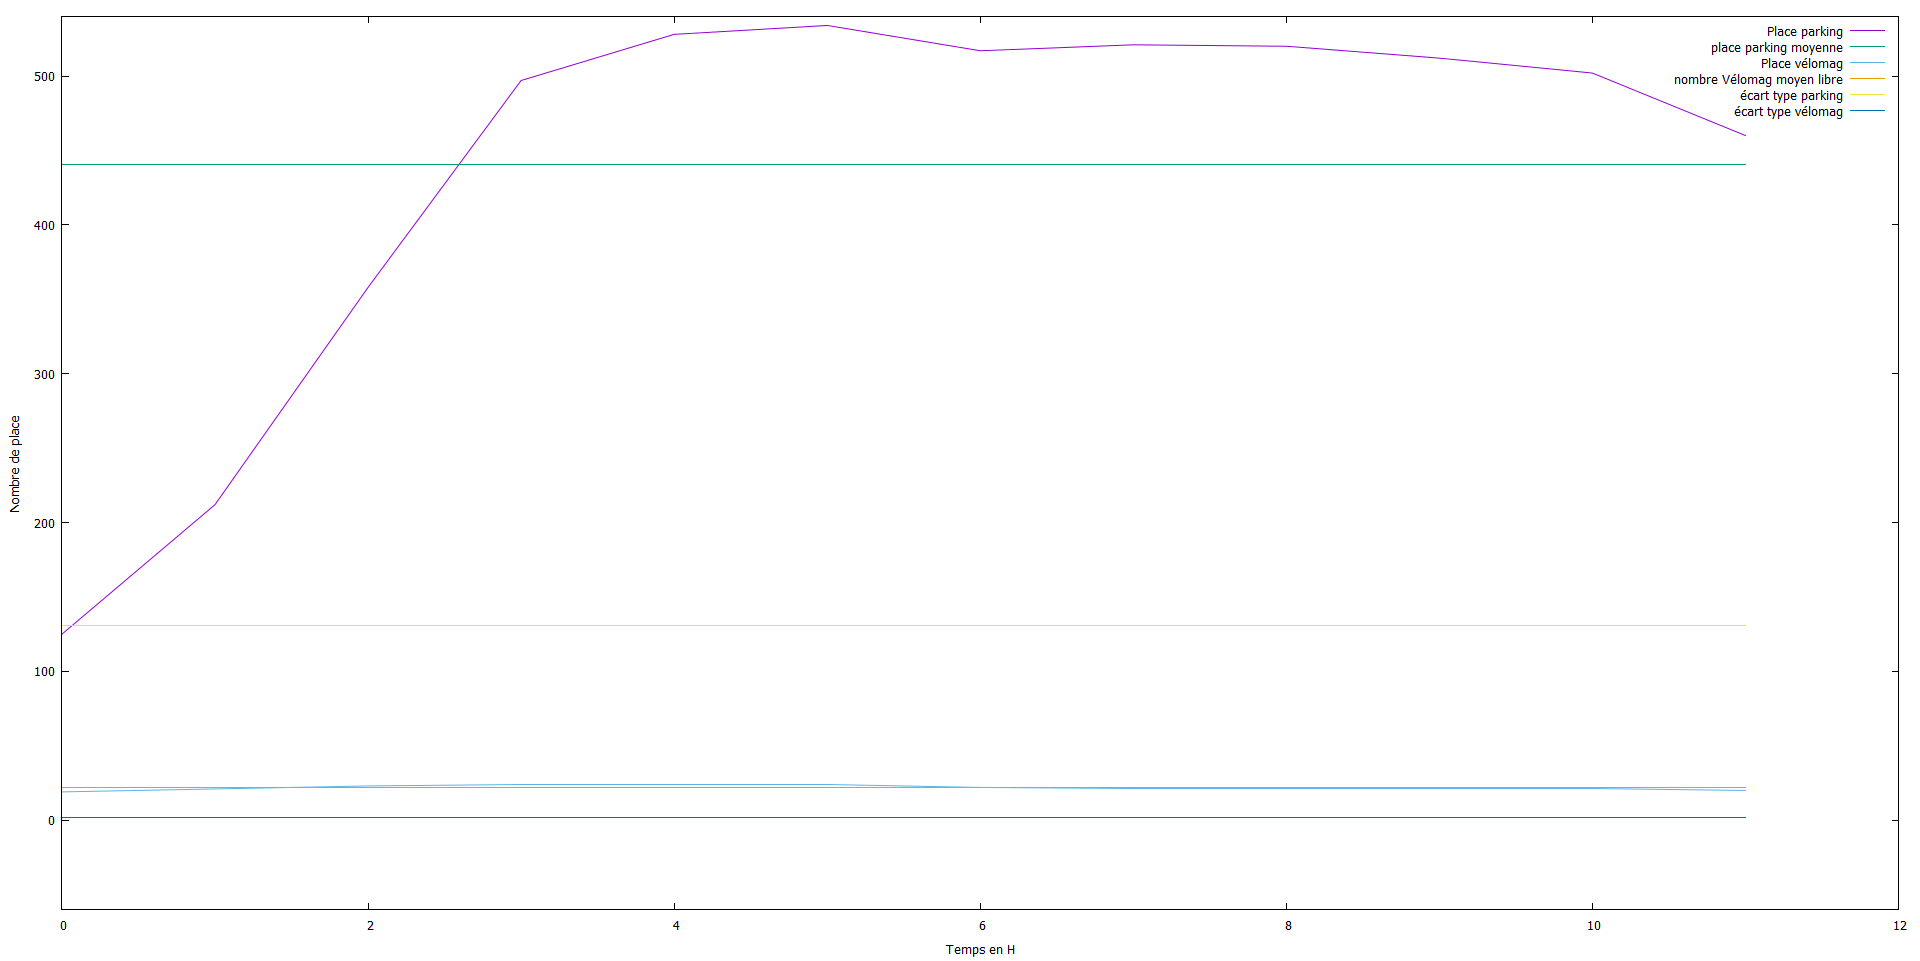 Place parking
place parking moyenne
Place vélomag
nombre Vélomag moyen libre
écart type parking
écart type vélomag
500
400
300
200
100
0
Nombre de place
0 2 4 6 8 10 12
Temps en H